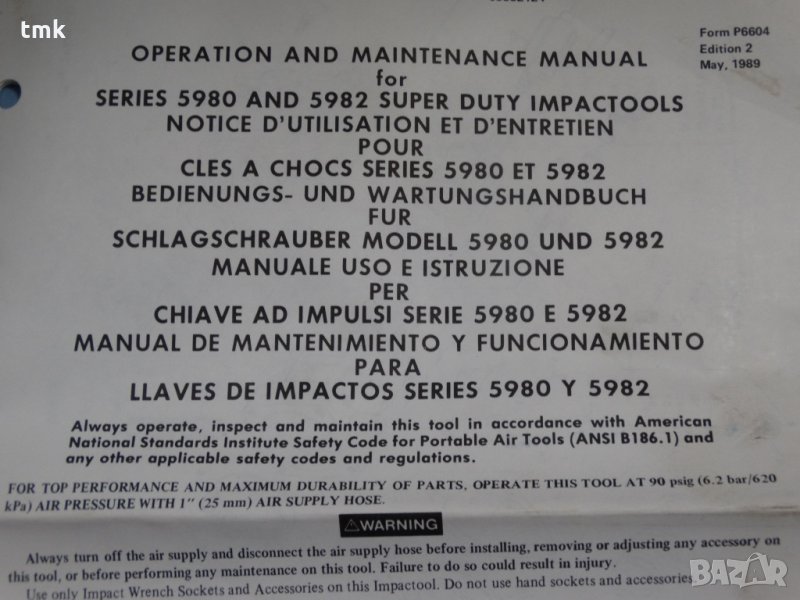 tmk
Form P6604
Edition 2
May, 1989
OPERATION AND MAINTENANCE MANUAL
for
SERIES 5980 AND 5982 SUPER DUTY IMPACTOOLS
NOTICE D'UTILISATION ET D'ENTRETIEN
POUR
CLES A CHOCS SERIES 5980 ET 5982
BEDIENUNGS- UND WARTUNGSHANDBUCH
FUR
SCHLAGSCHRAUBER MODELL 5980 UND 5982
MANUALE USO E ISTRUZIONE
PER
CHIAVE AD IMPULSI SERIE 5980 E 5982
MANUAL DE MANTENIMIENTO Y FUNCIONAMIENTO
PARA
LLAVES DE IMPACTOS SERIES 5980 Y 5982
Always operate, inspect and maintain this tool in accordance with American
National Standards Institute Safety Code for Portable Air Tools (ANSI B186.1) and
any other applicable safety codes and regulations.
FOR TOP PERFORMANCE AND MAXIMUM DURABILITY OF PARTS, OPERATE THIS TOOL AT 90 psig (6.2 bar/620
kPa) AIR PRESSURE WITH 1" (25 mm) AIR SUPPLY HOSE.
⚠WARNING
Always turn off the air supply and disconnect the air supply hose before installing, removing or adjusting any accessory on
this tool, or before performing any maintenance on this tool. Failure to do so could result in injury.
Use only Impact Wrench Sockets and Accessories on this Impactool. Do not use hand sockets and accessories.
BAZAR